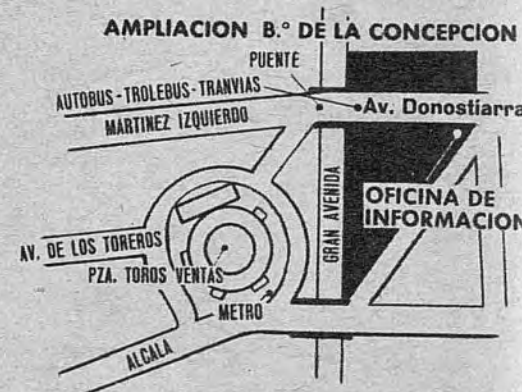 AMPLIACION B.º DE LA CONCEPCION
PUENTE
AUTOBUS-TROLEBUS-TRANVIAS
Av. Donostiarra
MARTINEZ IZQUIERDO
GRAN AVENIDA
OFICINA DE
INFORMACION
AV. DE LOS TOREROS
PZA. TOROS VENTAS
METRO
ALCALA